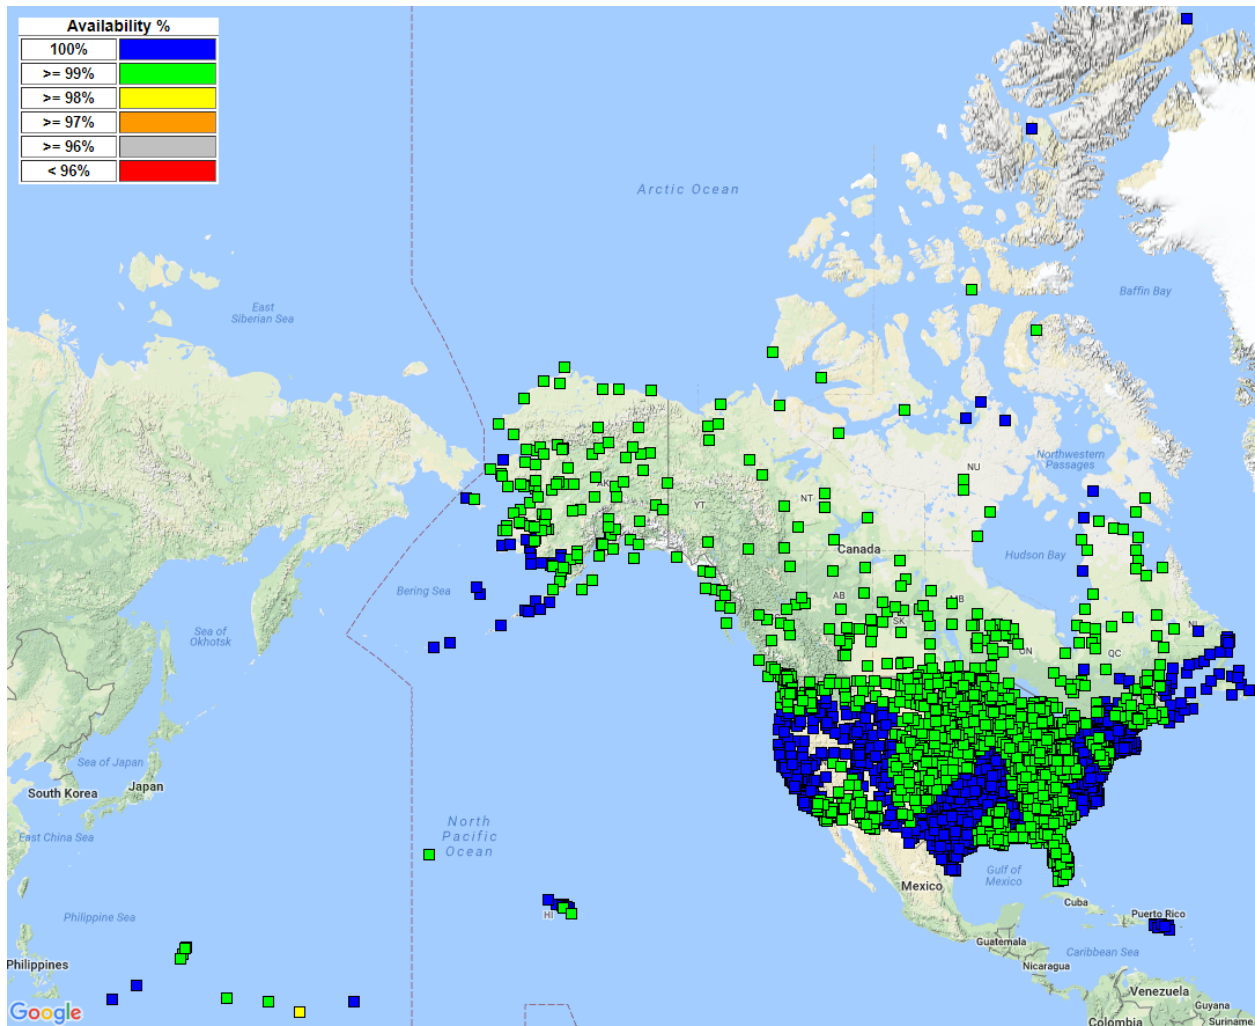 Availability %
100%
>= 99%
>= 98%
>= 97%
>= 96%
< 96%
Arctic Ocean
Baffin Bay
East
Siberian Sea
Northwestern
Passages
NU
NT
YT
AK
Canada
Hudson Bay
Bering Sea
AB
MB
SK
NL
Sea of
Okhotsk
ON
QC
Sea of Japan
Japan
South Korea
East China Sea
North
Pacific
Ocean
Gulf of
Mexico
Mexico
Cuba
HI
Puerto Rico
Philippine Sea
Guatemala
Caribbean Sea
Nicaragua
Philippines
Venezuela
Guyana
Google
Colombia
Suriname